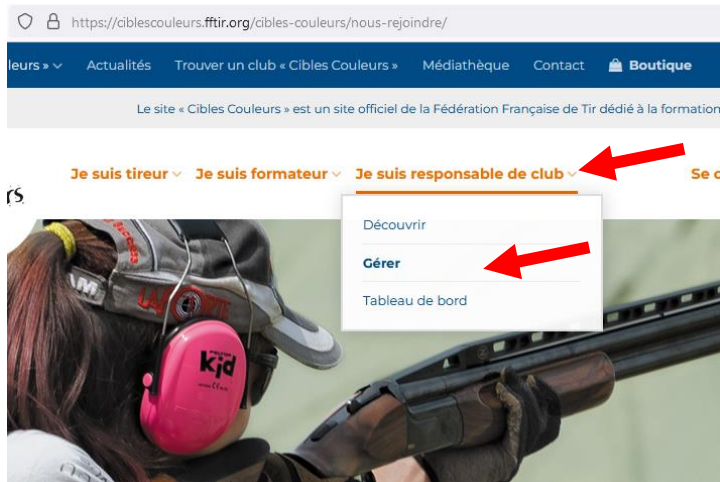 https://ciblescouleurs.fftir.org/cibles-couleurs/nous-rejoindre/
leurs » Actualités Trouver un club « Cibles Couleurs » Médiathèque Contact Boutique
Le site « Cibles Couleurs » est un site officiel de la Fédération Française de Tir dédié à la formation
Je suis tireur Je suis formateur Je suis responsable de club Se c
rs
Découvrir
Gérer
Tableau de bord
kid